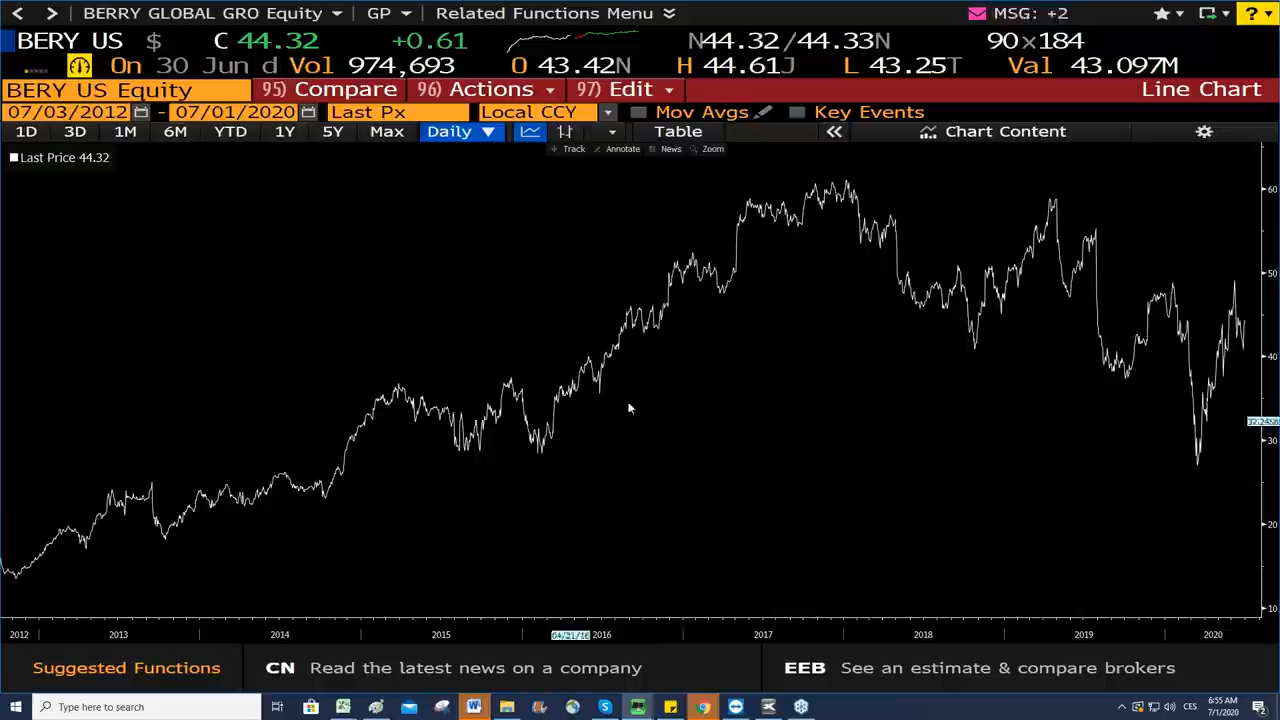 BERRY GLOBAL GRO Equity GP Related Functions Menu MSG: +2 ?
BERY US $ C 44.32 +0.61 N44.32/44.33N 90×184
On 30 Jun d Vol 974,693 O 43.42N H 44.61J L 43.25T Val 43.097M
BERY US Equity 95) Compare 96) Actions 97) Edit Line Chart
07/03/2012 - 07/01/2020 Last Px Local CCY Mov Avgs Key Events
1D 3D 1M 6M YTD 1Y 5Y Max Daily Table Chart Content
Track Annotate News Zoom
Last Price 44.32
60
50
40
30
20
10
2012 2013 2014 2015 04/21/16 2016 2017 2018 2019 2020
Suggested Functions CN Read the latest news on a company EEB See an estimate & compare brokers
Type here to search CES 6:55 AM
7/1/2020